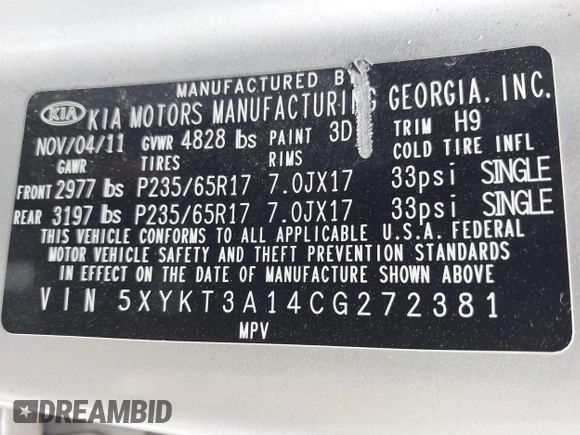 MANUFACTURED BY
KIA KIA MOTORS MANUFACTURING GEORGIA, INC.
NOV/04/11 GVWR 4828 lbs PAINT 3D TRIM H9
GAWR TIRES RIMS COLD TIRE INFL
FRONT 2977 lbs P235/65R17 7.0JX17 33psi SINGLE
REAR 3197 lbs P235/65R17 7.0JX17 33psi SINGLE
THIS VEHICLE CONFORMS TO ALL APPLICABLE U.S.A. FEDERAL
MOTOR VEHICLE SAFETY AND THEFT PREVENTION STANDARDS
IN EFFECT ON THE DATE OF MANUFACTURE SHOWN ABOVE
VIN 5XYKT3A14CG272381
MPV
DREAMBID